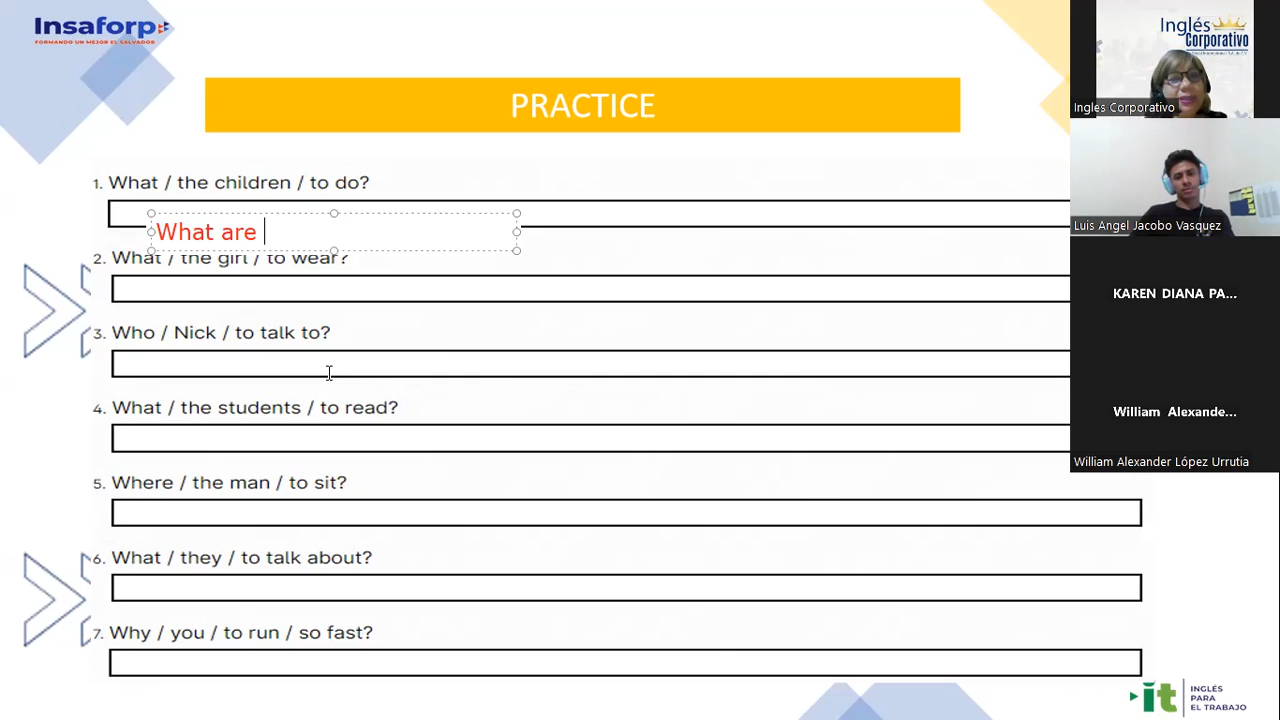 Insaforp
FORMANDO UN MEJOR EL SALVADOR
PRACTICE
1. What / the children / to do?
What are
2. What / the girl / to wear?
3. Who / Nick / to talk to?
4. What / the students / to read?
5. Where / the man / to sit?
6. What / they / to talk about?
7. Why / you / to run / so fast?
Inglés
Corporativo
Ingles Corporativo
Luis Angel Jacobo Vasquez
KAREN DIANA PA...
William Alexande...
William Alexander López Urrutia
it
INGLÉS
PARA
EL TRABAJO